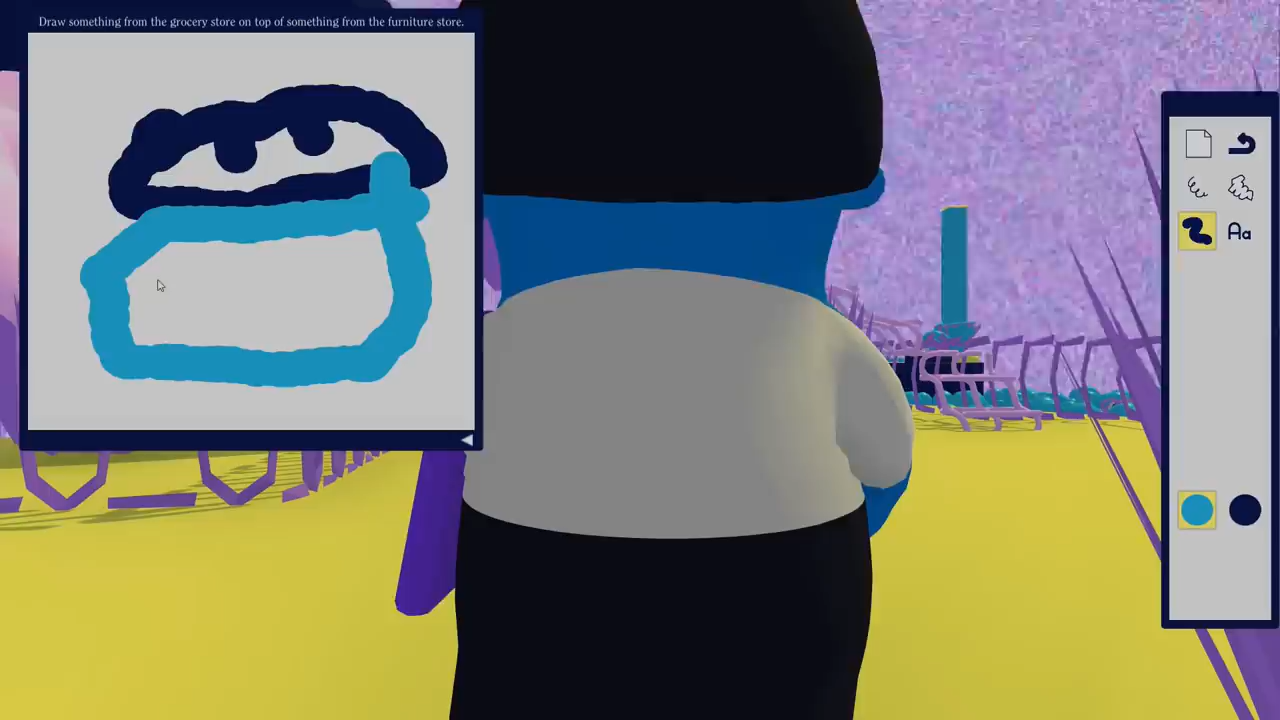 Draw something from the grocery store on top of something from the furniture store.
Aa